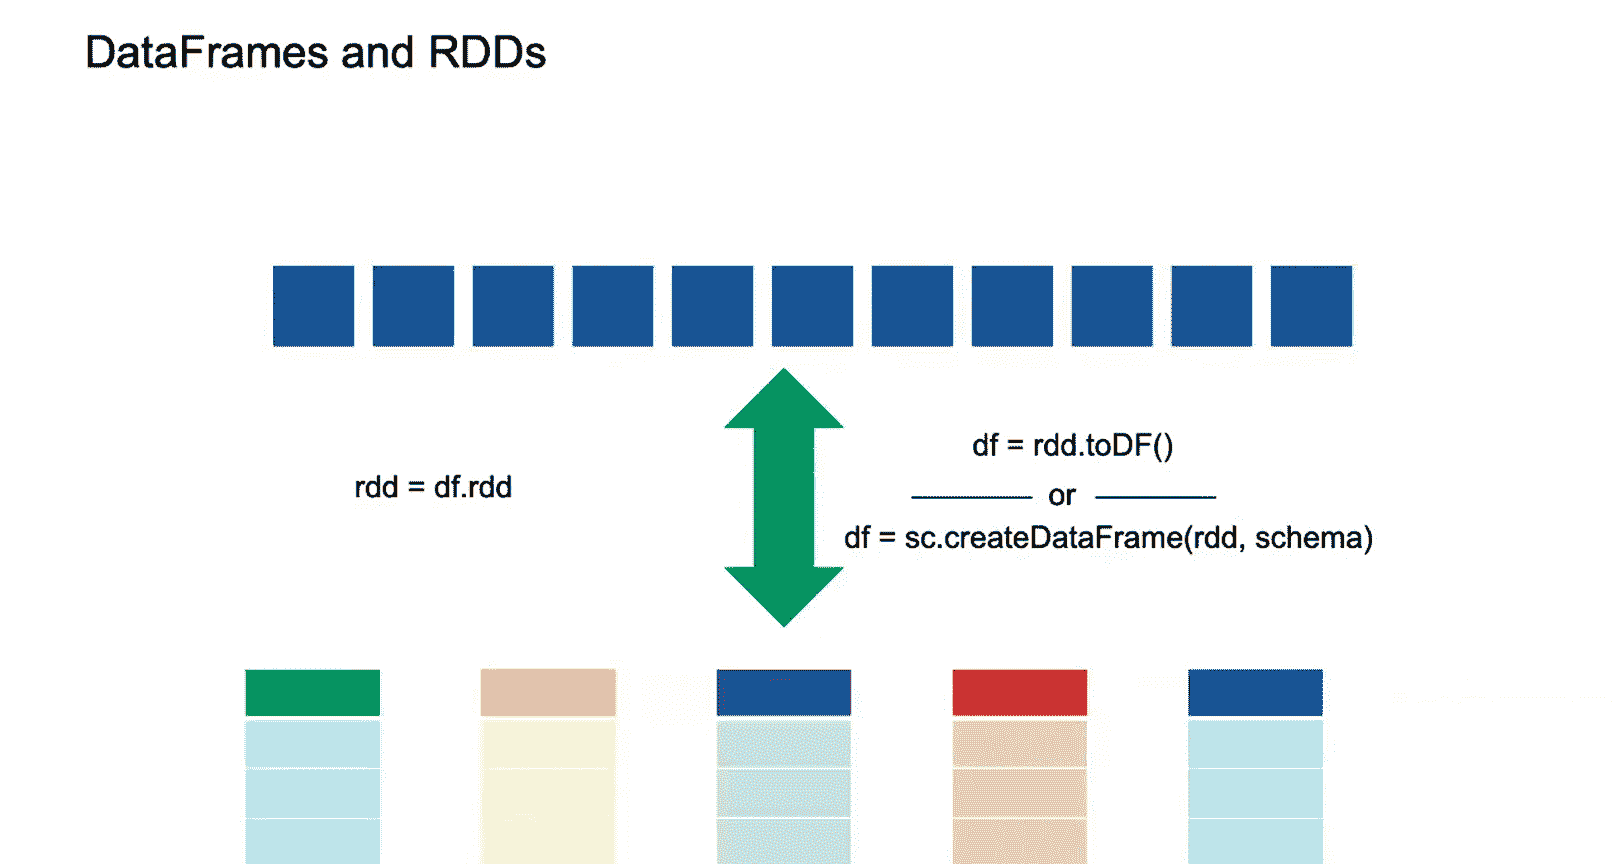 DataFrames and RDDs
rdd = df.rdd
df = rdd.toDF()
or
df = sc.createDataFrame(rdd, schema)